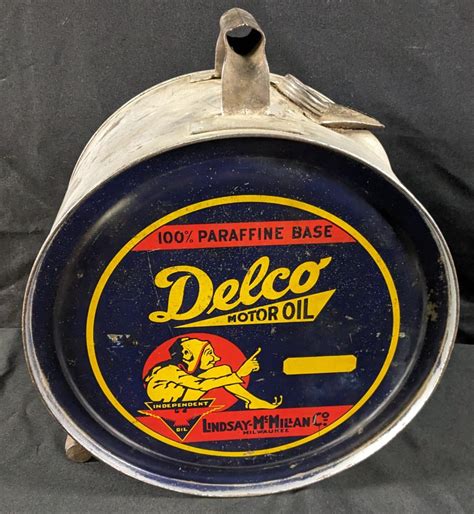 100% PARAFFINE BASE
Delco
MOTOR OIL
INDEPENDENT
OIL
LINDSAY-McMILLAN Co
MILWAUKEE